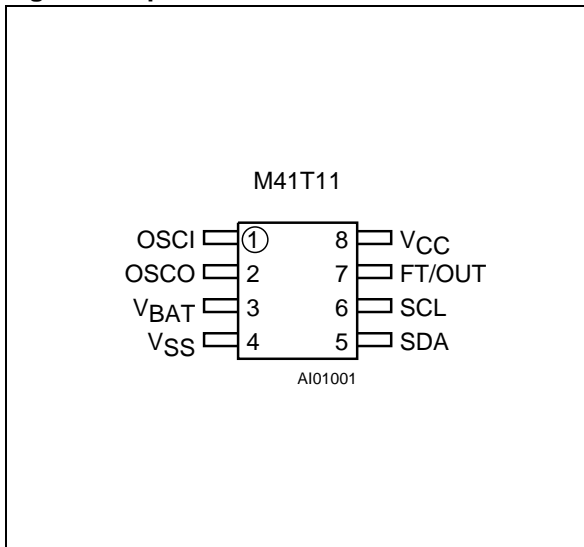 M41T11
OSCI 1 8 VCC
OSCO 2 7 FT/OUT
VBAT 3 6 SCL
VSS 4 5 SDA
AI01001